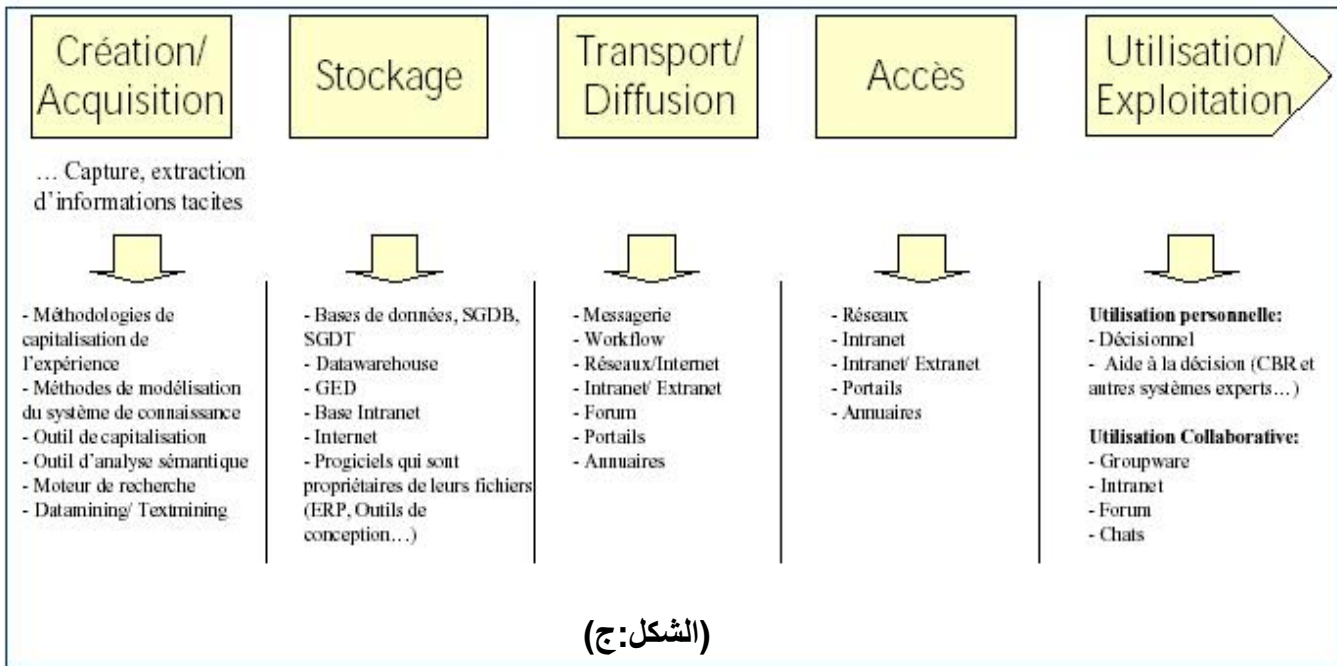 Création/
Acquisition
Stockage
Transport/
Diffusion
Accès
Utilisation/
Exploitation
… Capture, extraction
d’informations tacites
- Méthodologies de
capitalisation de
l’expérience
- Méthodes de modélisation
du système de connaissance
- Outil de capitalisation
- Outil d’analyse sémantique
- Moteur de recherche
- Datamining/ Textmining
- Bases de données, SGDB,
SGDT
- Datawarehouse
- GED
- Base Intranet
- Internet
- Progiciels qui sont
propriétaires de leurs fichiers
(ERP, Outils de
conception…)
- Messagerie
- Workflow
- Réseaux/Internet
- Intranet/ Extranet
- Forum
- Portails
- Annuaires
- Réseaux
- Intranet
- Intranet/ Extranet
- Portails
- Annuaires
Utilisation personnelle:
- Décisionnel
- Aide à la décision (CBR et
autres systèmes experts…)
Utilisation Collaborative:
- Groupware
- Intranet
- Forum
- Chats
(الشكل:ج)